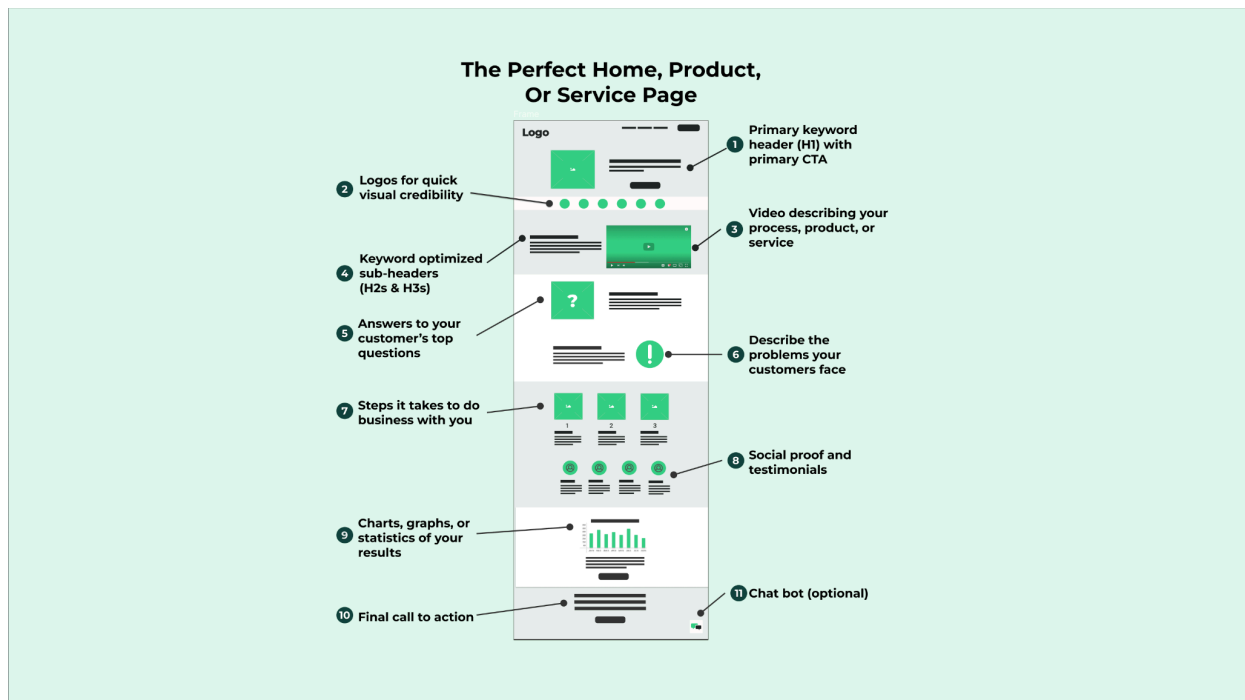 The Perfect Home, Product,
Or Service Page
Logo
1 Primary keyword
header (H1) with
primary CTA
2 Logos for quick
visual credibility
3 Video describing your
process, product, or
service
4 Keyword optimized
sub-headers
(H2s & H3s)
?
5 Answers to your
customer's top
questions
!
6 Describe the
problems your
customers face
7 Steps it takes to do
business with you
1 2 3
8 Social proof and
testimonials
9 Charts, graphs, or
statistics of your
results
10 Final call to action
11 Chat bot (optional)